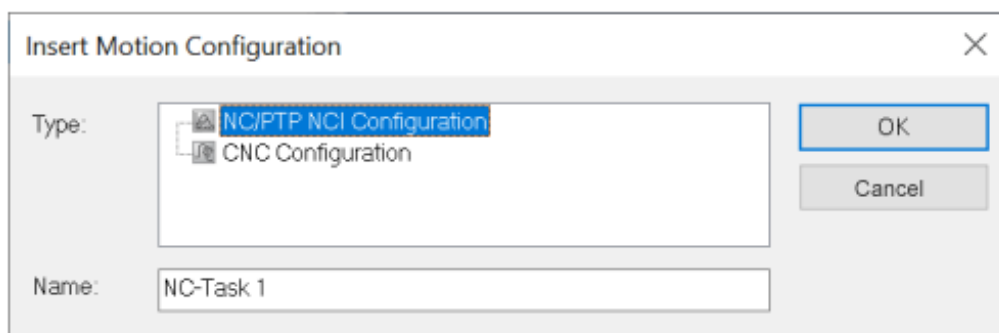 Insert Motion Configuration
Type:
NC/PTP NCI Configuration
CNC Configuration
OK
Cancel
Name:
NC-Task 1